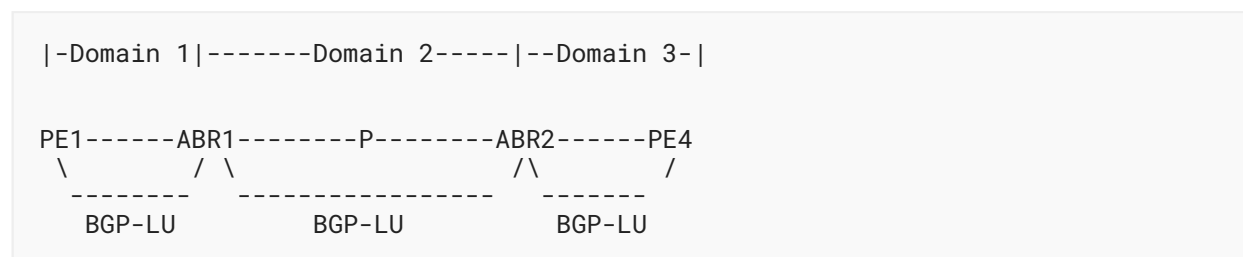 |-Domain 1|-------Domain 2-----|--Domain 3-|
PE1------ABR1--------P--------ABR2------PE4
 \        / \                 /\        /
  --------  -----------------   -------
   BGP-LU         BGP-LU          BGP-LU